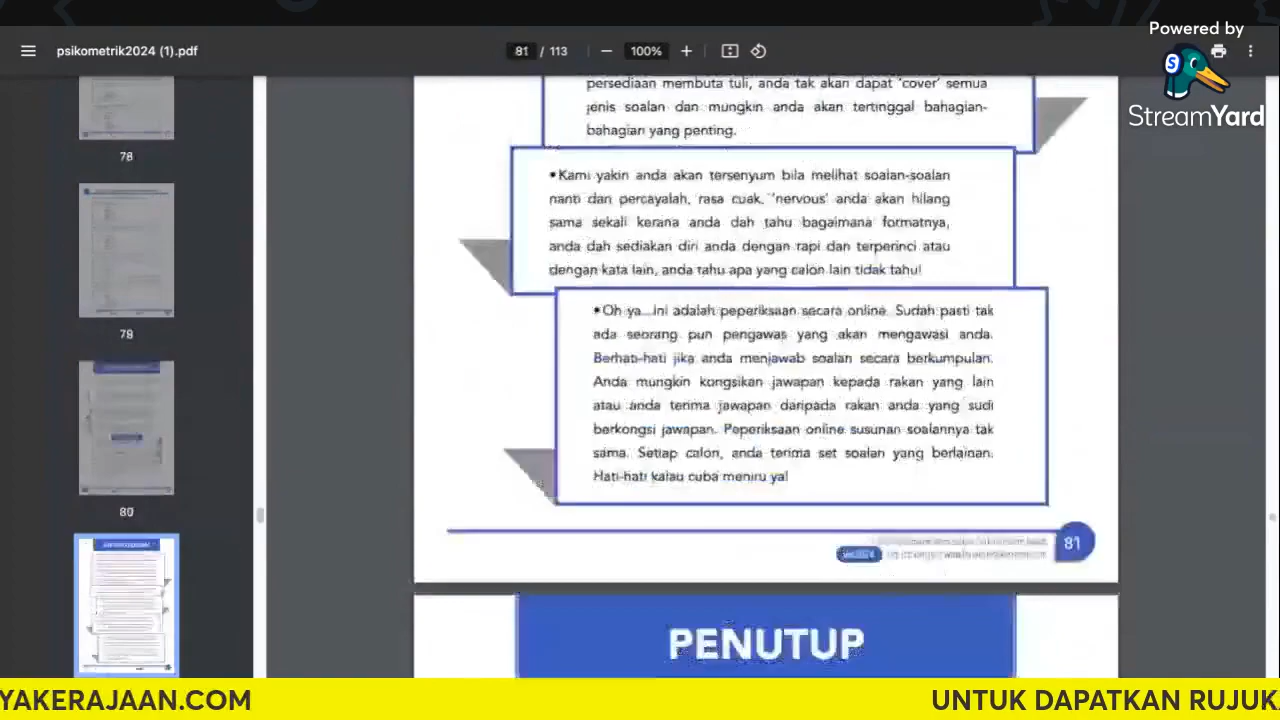 Powered by
StreamYard
psikometrik2024 (1).pdf
81 / 113
100%
78
79
80
persediaan membuta tuli, anda tak akan dapat 'cover' semua
jenis soalan dan mungkin anda akan tertinggal bahagian-
bahagian yang penting.
•Kami yakin anda akan tersenyum bila melihat soalan-soalan
nanti dan percayalah, rasa cuak, 'nervous' anda akan hilang
sama sekali kerana anda dah tahu bagaimana formatnya,
anda dah sediakan diri anda dengan rapi dan terperinci atau
dengan kata lain, anda tahu apa yang calon lain tidak tahu!
•Oh ya...ini adalah peperiksaan secara online. Sudah pasti tak
ada seorang pun pengawas yang akan mengawasi anda.
Berhati-hati jika anda menjawab soalan secara berkumpulan.
Anda mungkin kongsikan jawapan kepada rakan yang lain
atau anda terima jawapan daripada rakan anda yang sudi
berkongsi jawapan. Peperiksaan online susunan soalannya tak
sama. Setiap calon, anda terima set soalan yang berlainan.
Hati-hati kalau cuba meniru ya!
81
PENUTUP
YAKERAJAAN.COM
UNTUK DAPATKAN RUJUK